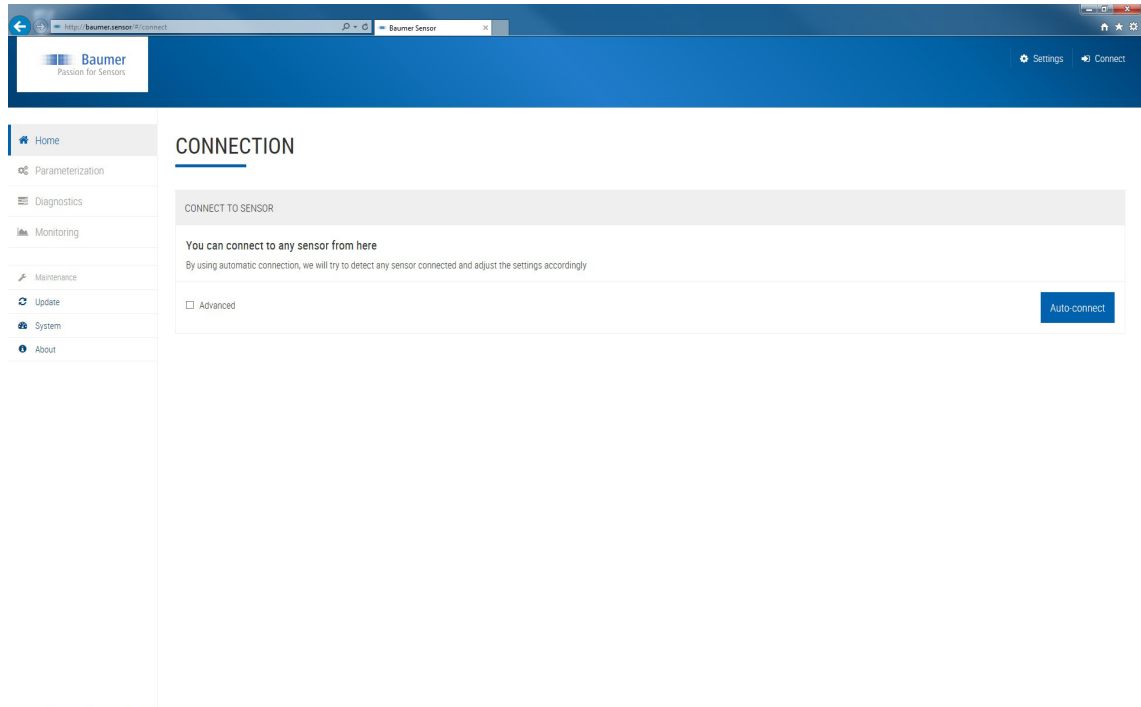 http://baumer.sensor/#/connect
Baumer Sensor
Baumer
Passion for Sensors
Settings
Connect
Home
Parameterization
Diagnostics
Monitoring
Maintenance
Update
System
About
CONNECTION
CONNECT TO SENSOR
You can connect to any sensor from here
By using automatic connection, we will try to detect any sensor connected and adjust the settings accordingly
Advanced
Auto-connect